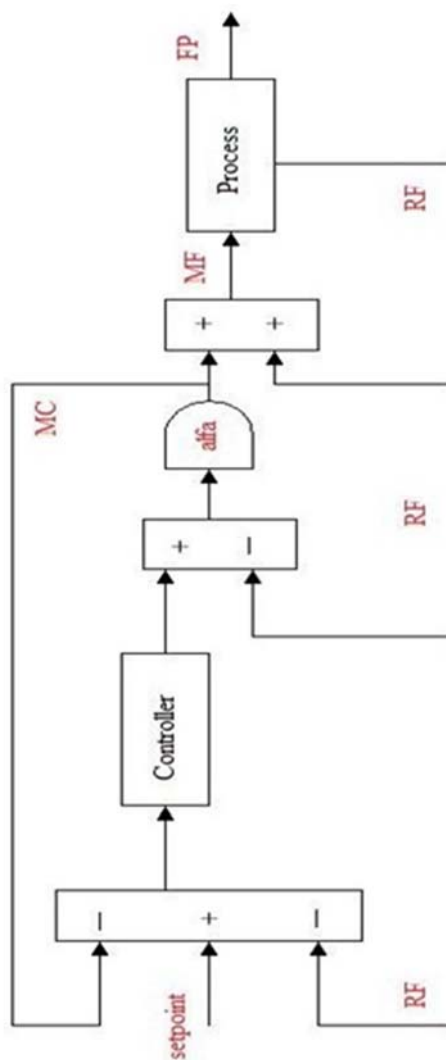 MC
setpoint
−
+
−
Controller
+
−
alfa
+
+
MF
Process
FP
RF
RF
RF